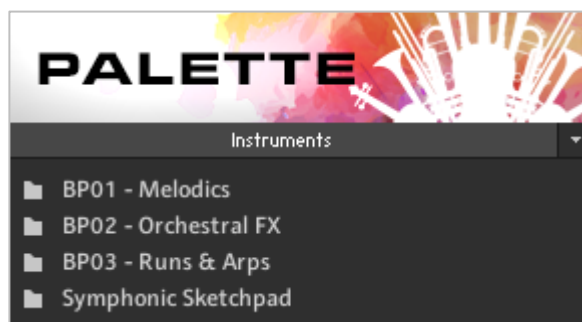 PALETTE
Instruments
BP01 - Melodics
BP02 - Orchestral FX
BP03 - Runs & Arps
Symphonic Sketchpad